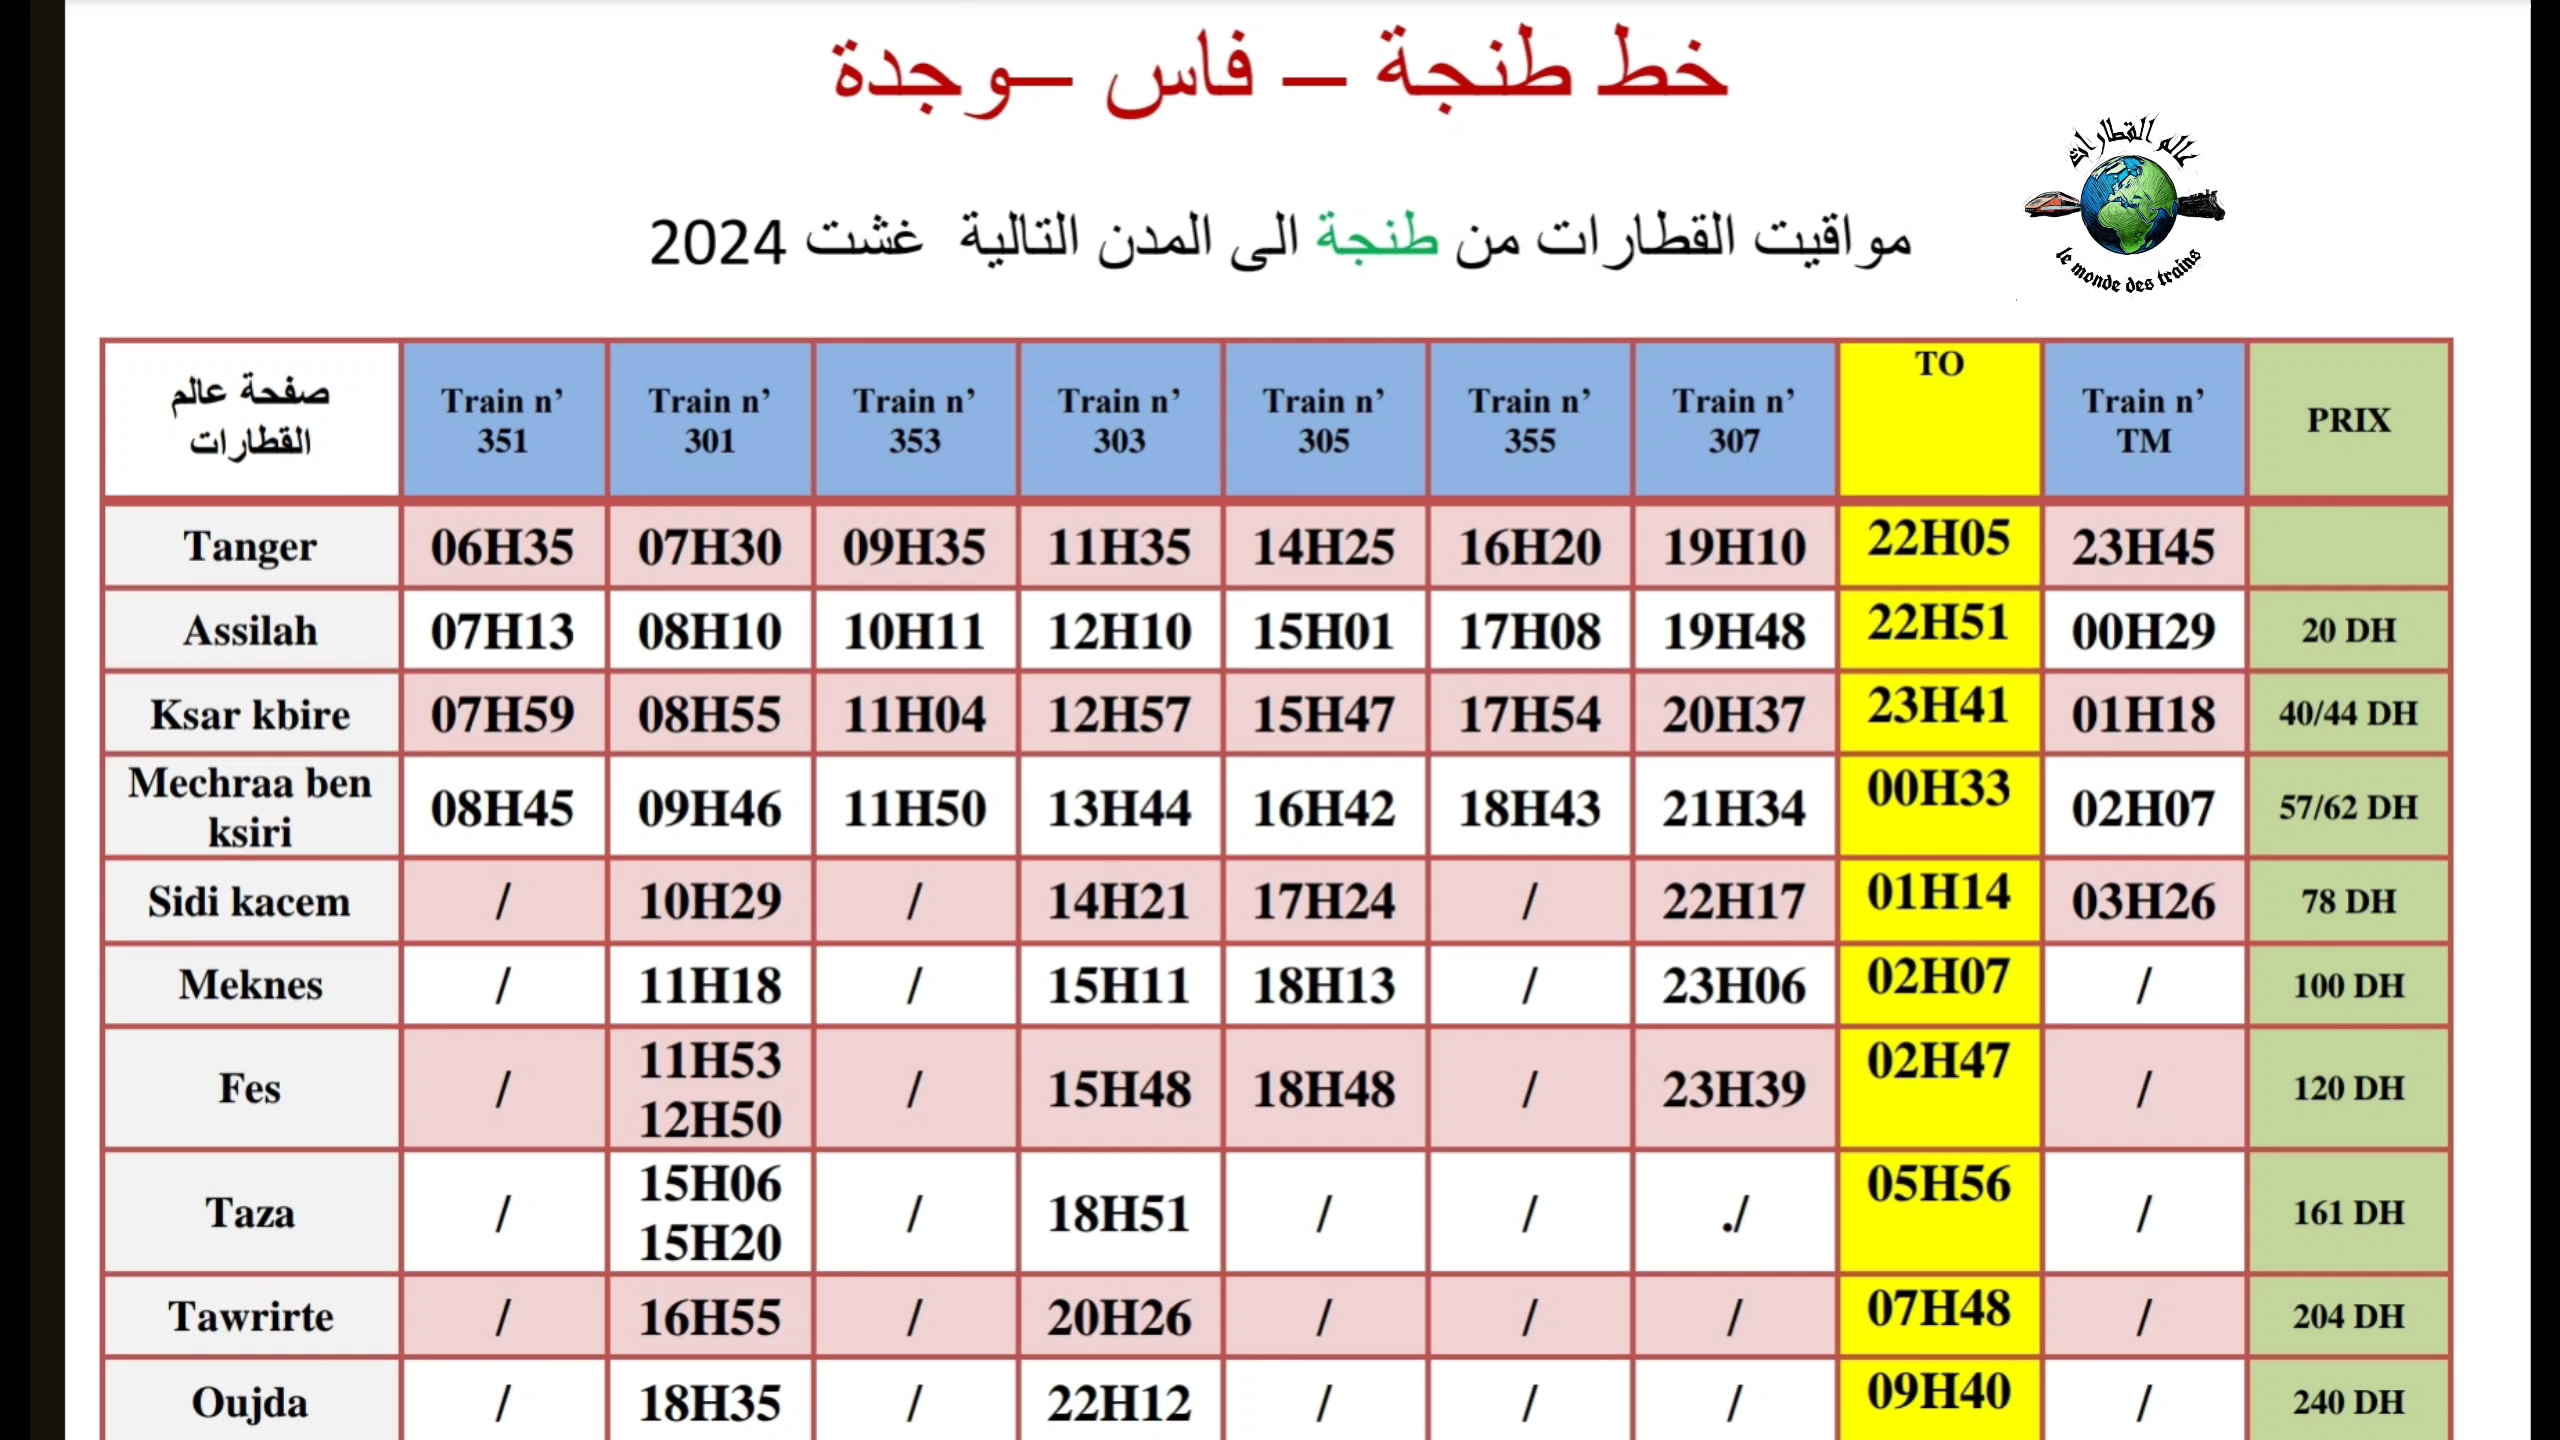 خط طنجة – فاس –وجدة
عالم القطارات
le monde des trains
مواقيت القطارات من طنجة الى المدن التالية غشت 2024
صفحة عالم القطارات Train n’ 351 Train n’ 301 Train n’ 353 Train n’ 303 Train n’ 305 Train n’ 355 Train n’ 307 TO Train n’ TM PRIX
Tanger 06H35 07H30 09H35 11H35 14H25 16H20 19H10 22H05 23H45
Assilah 07H13 08H10 10H11 12H10 15H01 17H08 19H48 22H51 00H29 20 DH
Ksar kbire 07H59 08H55 11H04 12H57 15H47 17H54 20H37 23H41 01H18 40/44 DH
Mechraa ben ksiri 08H45 09H46 11H50 13H44 16H42 18H43 21H34 00H33 02H07 57/62 DH
Sidi kacem / 10H29 / 14H21 17H24 / 22H17 01H14 03H26 78 DH
Meknes / 11H18 / 15H11 18H13 / 23H06 02H07 / 100 DH
Fes / 11H53 12H50 / 15H48 18H48 / 23H39 02H47 / 120 DH
Taza / 15H06 15H20 / 18H51 / / ./ 05H56 / 161 DH
Tawrirte / 16H55 / 20H26 / / / 07H48 / 204 DH
Oujda / 18H35 / 22H12 / / / 09H40 / 240 DH